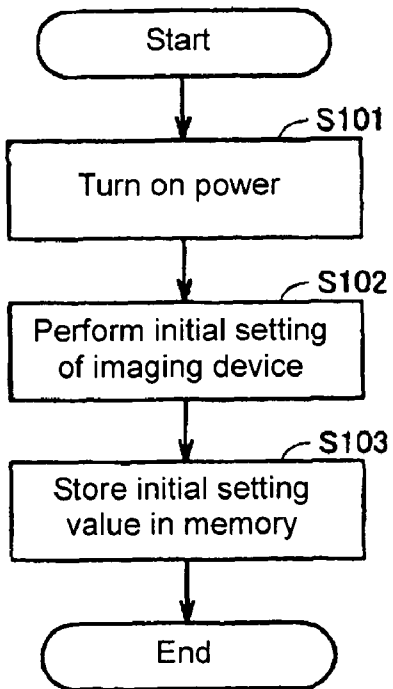 Start
S101
Turn on power
S102
Perform initial setting
of imaging device
S103
Store initial setting
value in memory
End